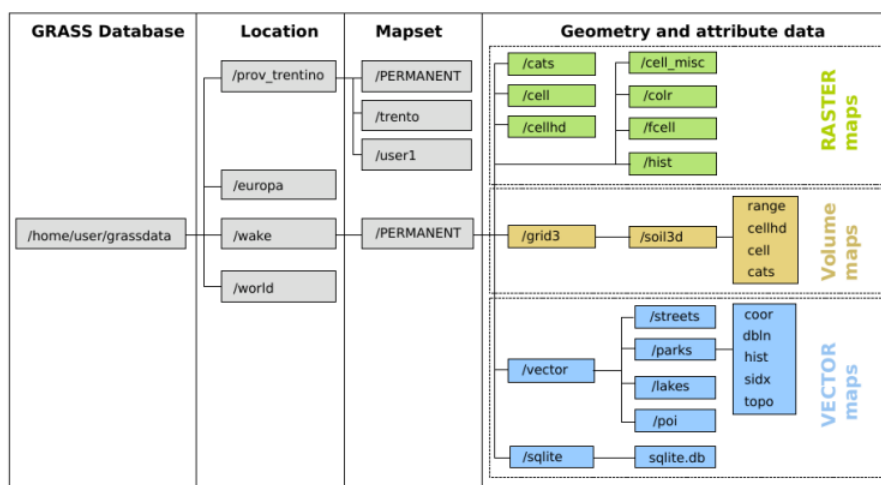 GRASS Database
Location
Mapset
Geometry and attribute data
/home/user/grassdata
/prov_trentino
/europa
/wake
/world
/PERMANENT
/trento
/user1
/PERMANENT
/cats
/cell
/cellhd
/cell_misc
/colr
/fcell
/hist
RASTER
maps
/grid3
/soil3d
range
cellhd
cell
cats
Volume
maps
/vector
/streets
/parks
/lakes
/poi
coor
dbln
hist
sidx
topo
/sqlite
sqlite.db
VECTOR
maps